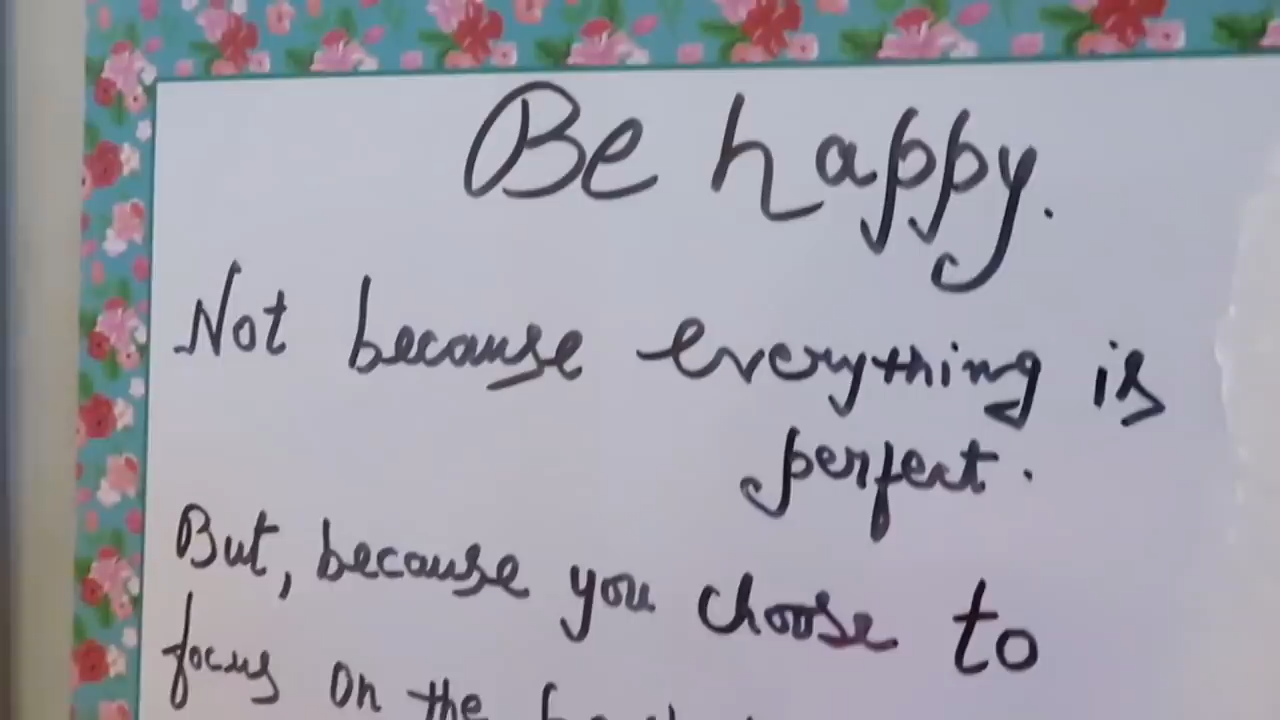 Be happy.
Not because everything is
perfect.
But, because you choose to
focus on the